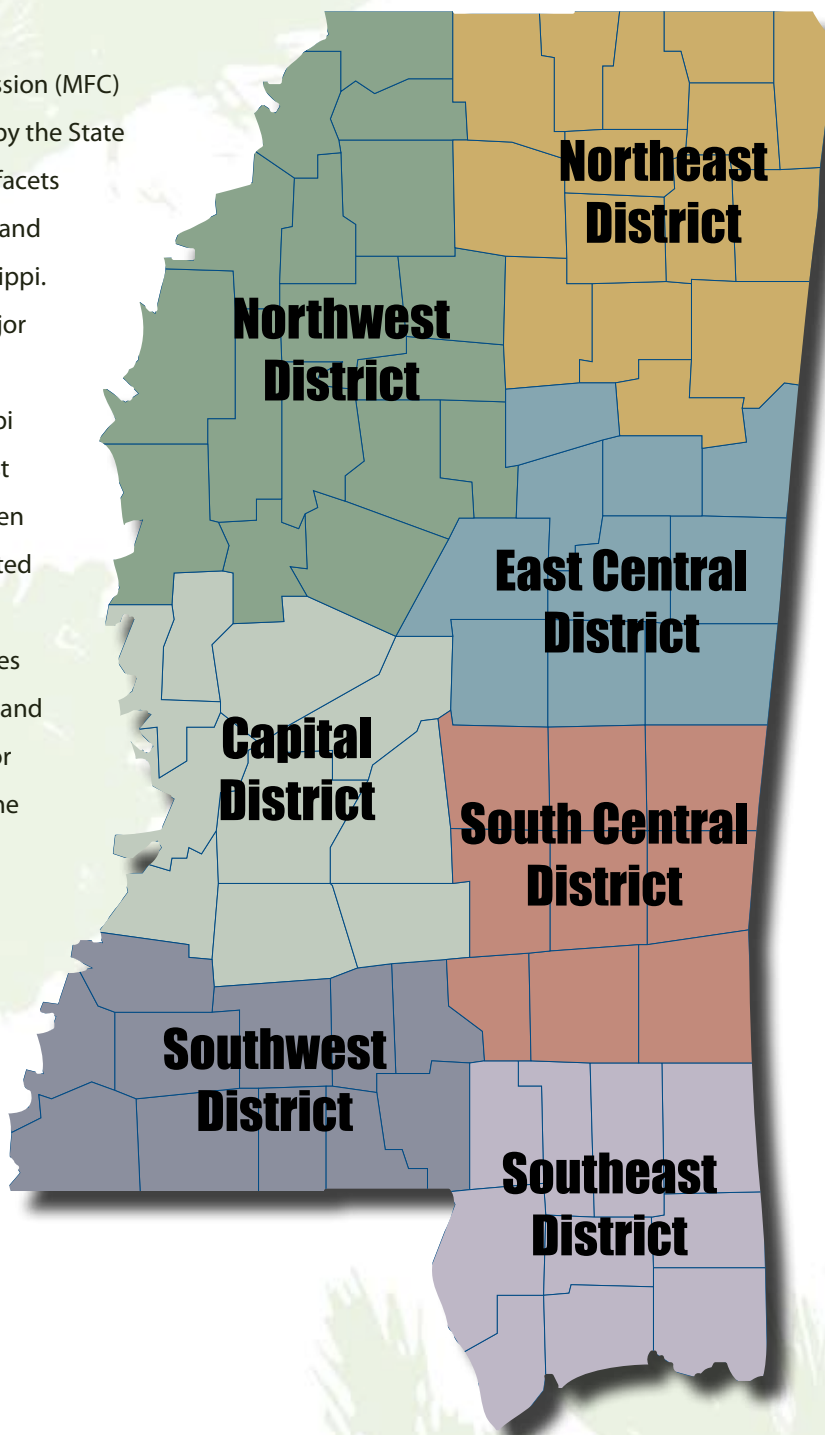 ssion (MFC)
by the State
facets
and
ippi.
jor
pi
t
en
ted
es
and
or
he
Northeast
District
Northwest
District
East Central
District
Capital
District
South Central
District
Southwest
District
Southeast
District